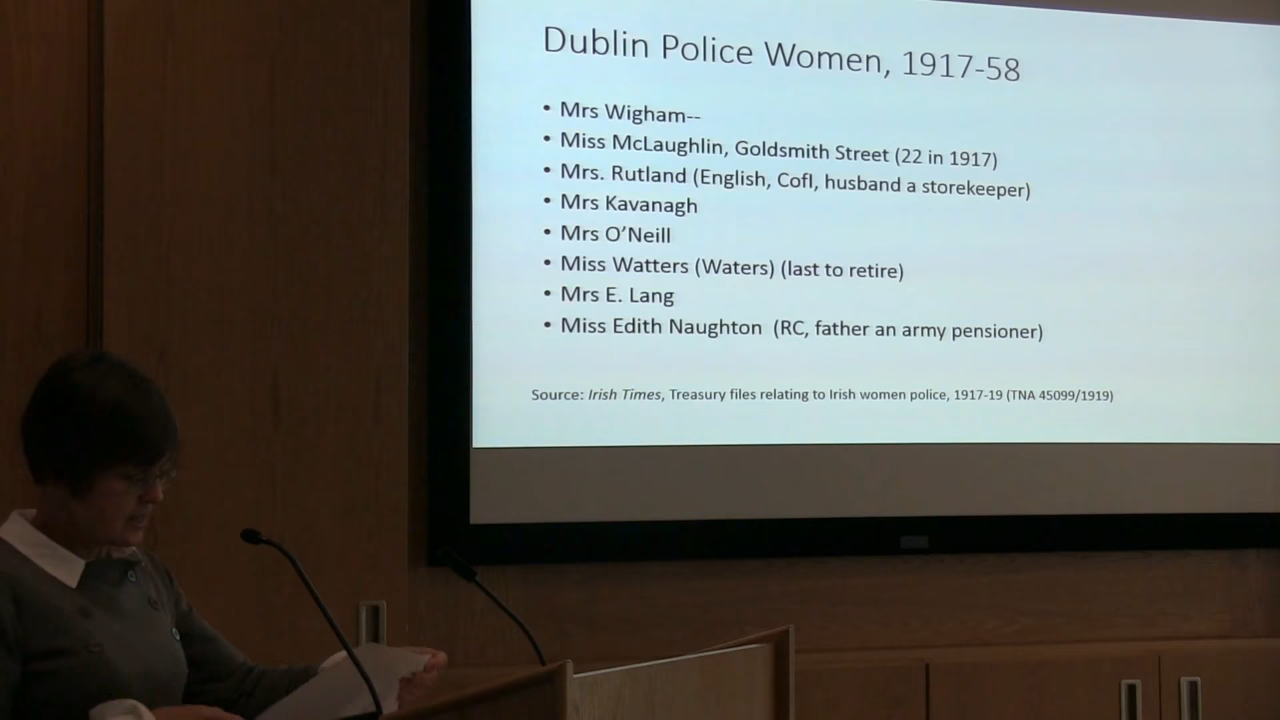 Dublin Police Women, 1917-58
• Mrs Wigham--
• Miss McLaughlin, Goldsmith Street (22 in 1917)
• Mrs. Rutland (English, CofI, husband a storekeeper)
• Mrs Kavanagh
• Mrs O’Neill
• Miss Watters (Waters) (last to retire)
• Mrs E. Lang
• Miss Edith Naughton (RC, father an army pensioner)
Source: Irish Times, Treasury files relating to Irish women police, 1917-19 (TNA 45099/1919)